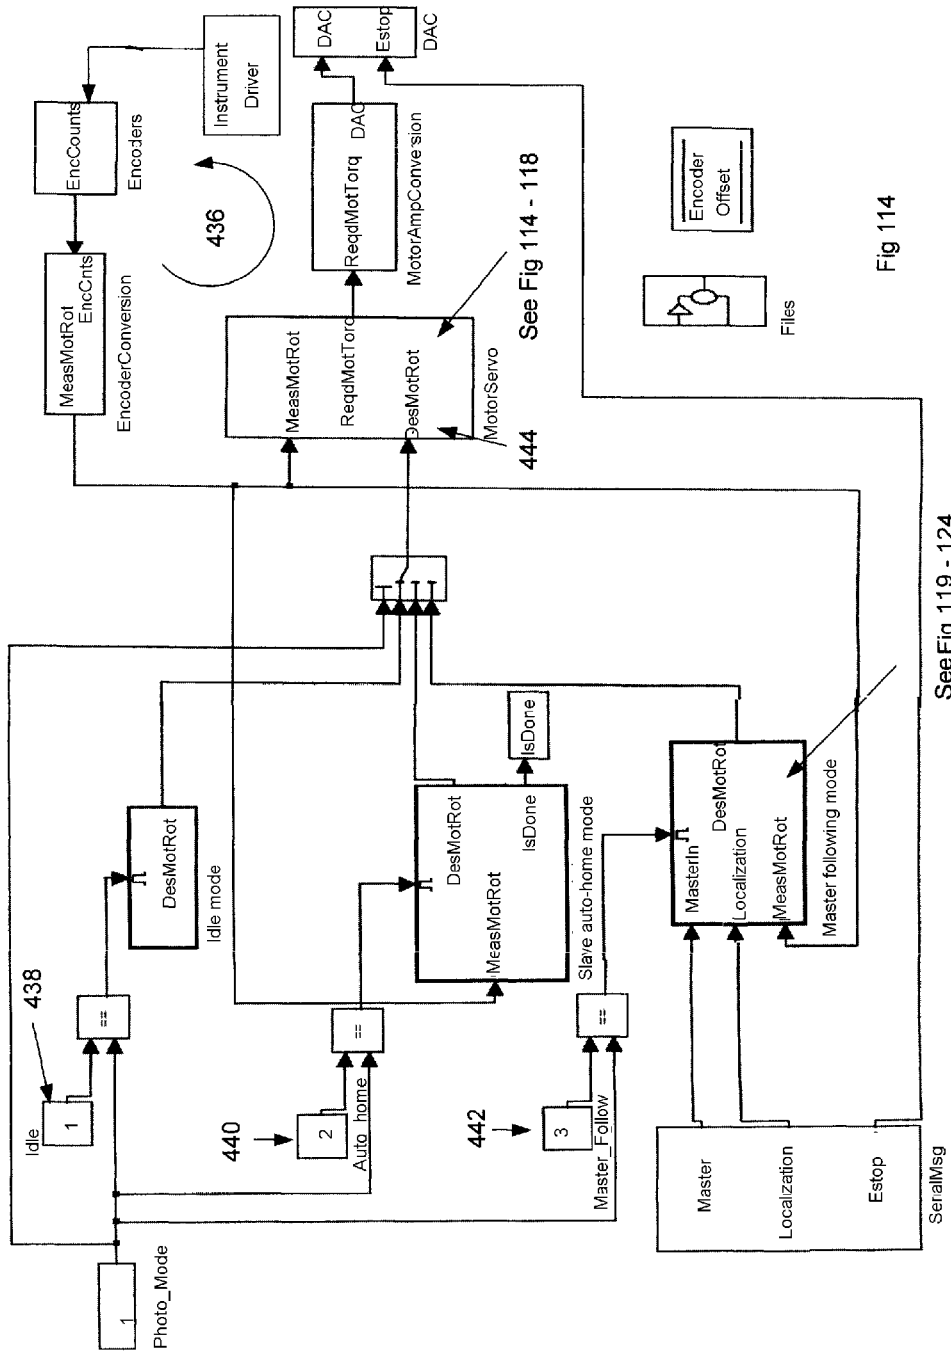 1
Photo_Mode
Idle
1
438
==
DesMotRot
Idle mode
440
2
Auto_home
==
MeasMotRot
DesMotRot
IsDone
Slave auto-home mode
IsDone
442
3
Master_Follow
==
Master
Localization
Estop
SerialMsg
MasterIn
Localization
MeasMotRot
DesMotRot
Master following mode
See Fig 119 - 124
MeasMotRot
EncCnts
EncoderConversion
EncCounts
Encoders
Instrument
Driver
436
MeasMotRot
ReqdMotTorq
DesMotRot
MotorServo
444
See Fig 114 - 118
ReqdMotTorq
DAC
MotorAmpConversion
DAC
Estop
DAC
Files
Encoder
Offset
Fig 114